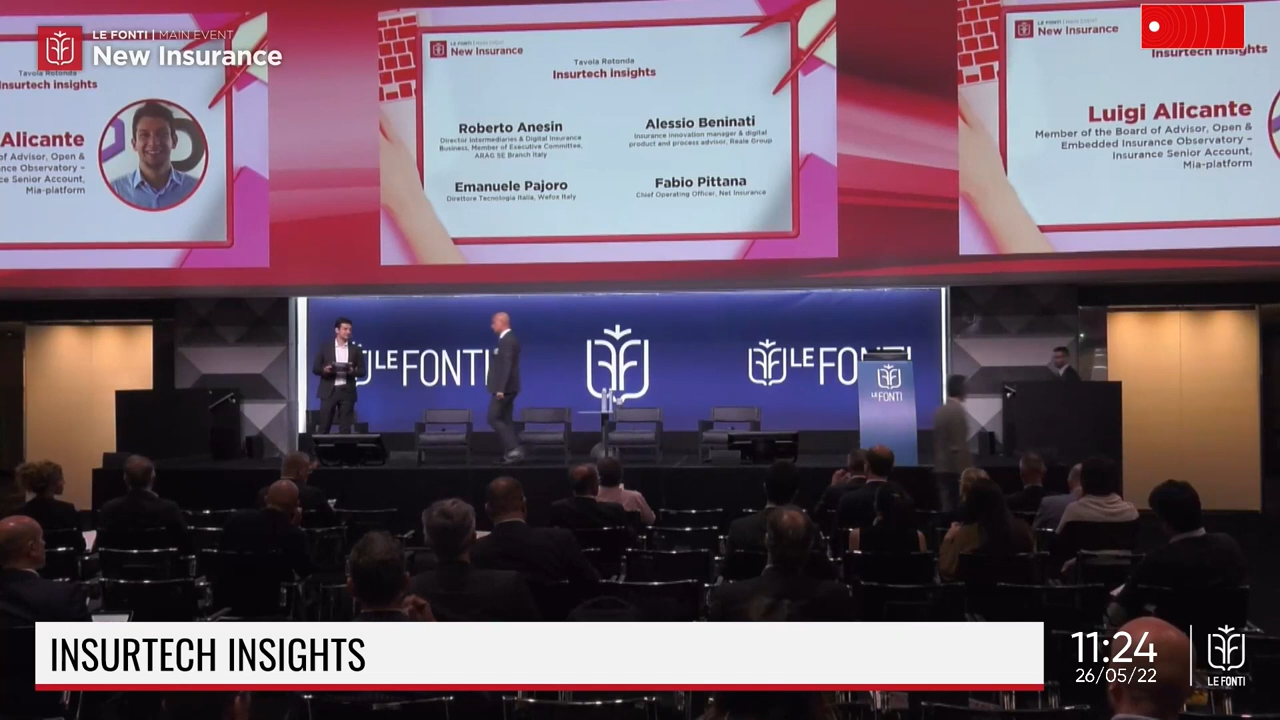 LE FONTI | MAIN EVENT
New Insurance
Tavola Rotonda
Insurtech insights
Alicante
of Advisor, Open &
ance Observatory –
ce Senior Account,
Mia-platform
LE FONTI | MAIN EVENT
New Insurance
Tavola Rotonda
Insurtech insights
Roberto Anesin
Director Intermediaries & Digital Insurance
Business, Member of Executive Committee,
ARAG SE Branch Italy
Alessio Beninati
Insurance innovation manager & digital
product and process advisor, Reale Group
Emanuele Pajoro
Direttore Tecnologia Italia, Wefox Italy
Fabio Pittana
Chief Operating Officer, Net Insurance
LE FONTI | MAIN EVENT
New Insurance
Insurtech insights
Luigi Alicante
Member of the Board of Advisor, Open &
Embedded Insurance Observatory –
Insurance Senior Account,
Mia-platform
LE FONTI
LE FO
LE FONTI
INSURTECH INSIGHTS
11:24
26/05/22
LE FONTI